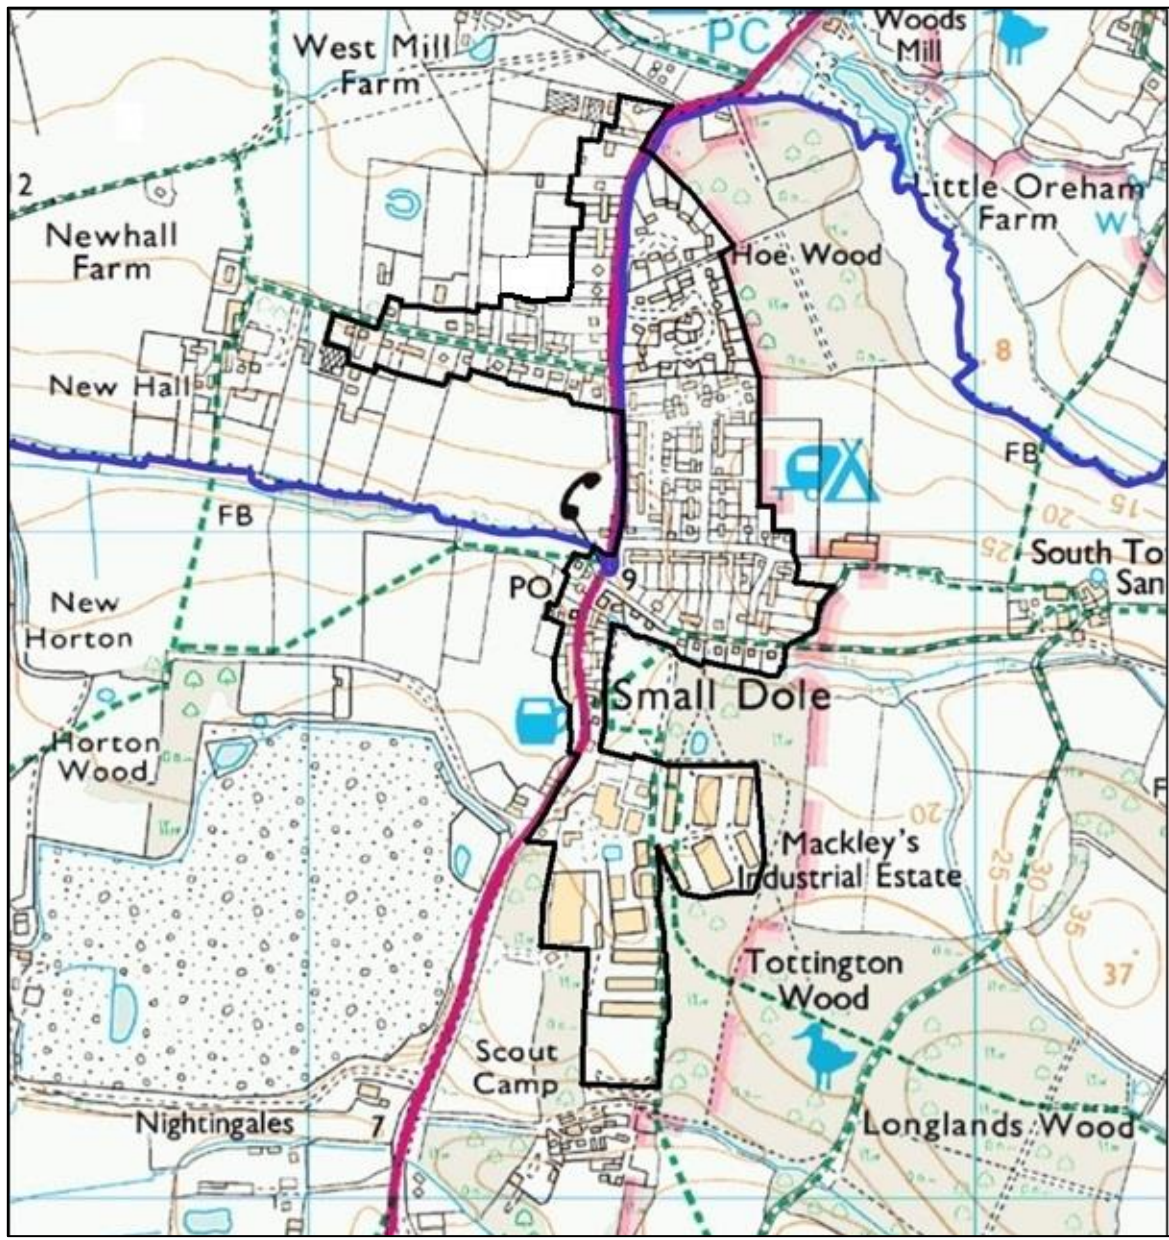 Woods
Mill
PC
West Mill
Farm
2
Little Oreham
Farm
W
Newhall
Farm
Hoe Wood
8
New Hall
FB
15
20
FB
25
South To
San
PO
9
New
Horton
Small Dole
Horton
Wood
F
20
Mackley's
Industrial Estate
25
30
35
Tottington
Wood
37
Scout
Camp
Nightingales
7
Longlands Wood